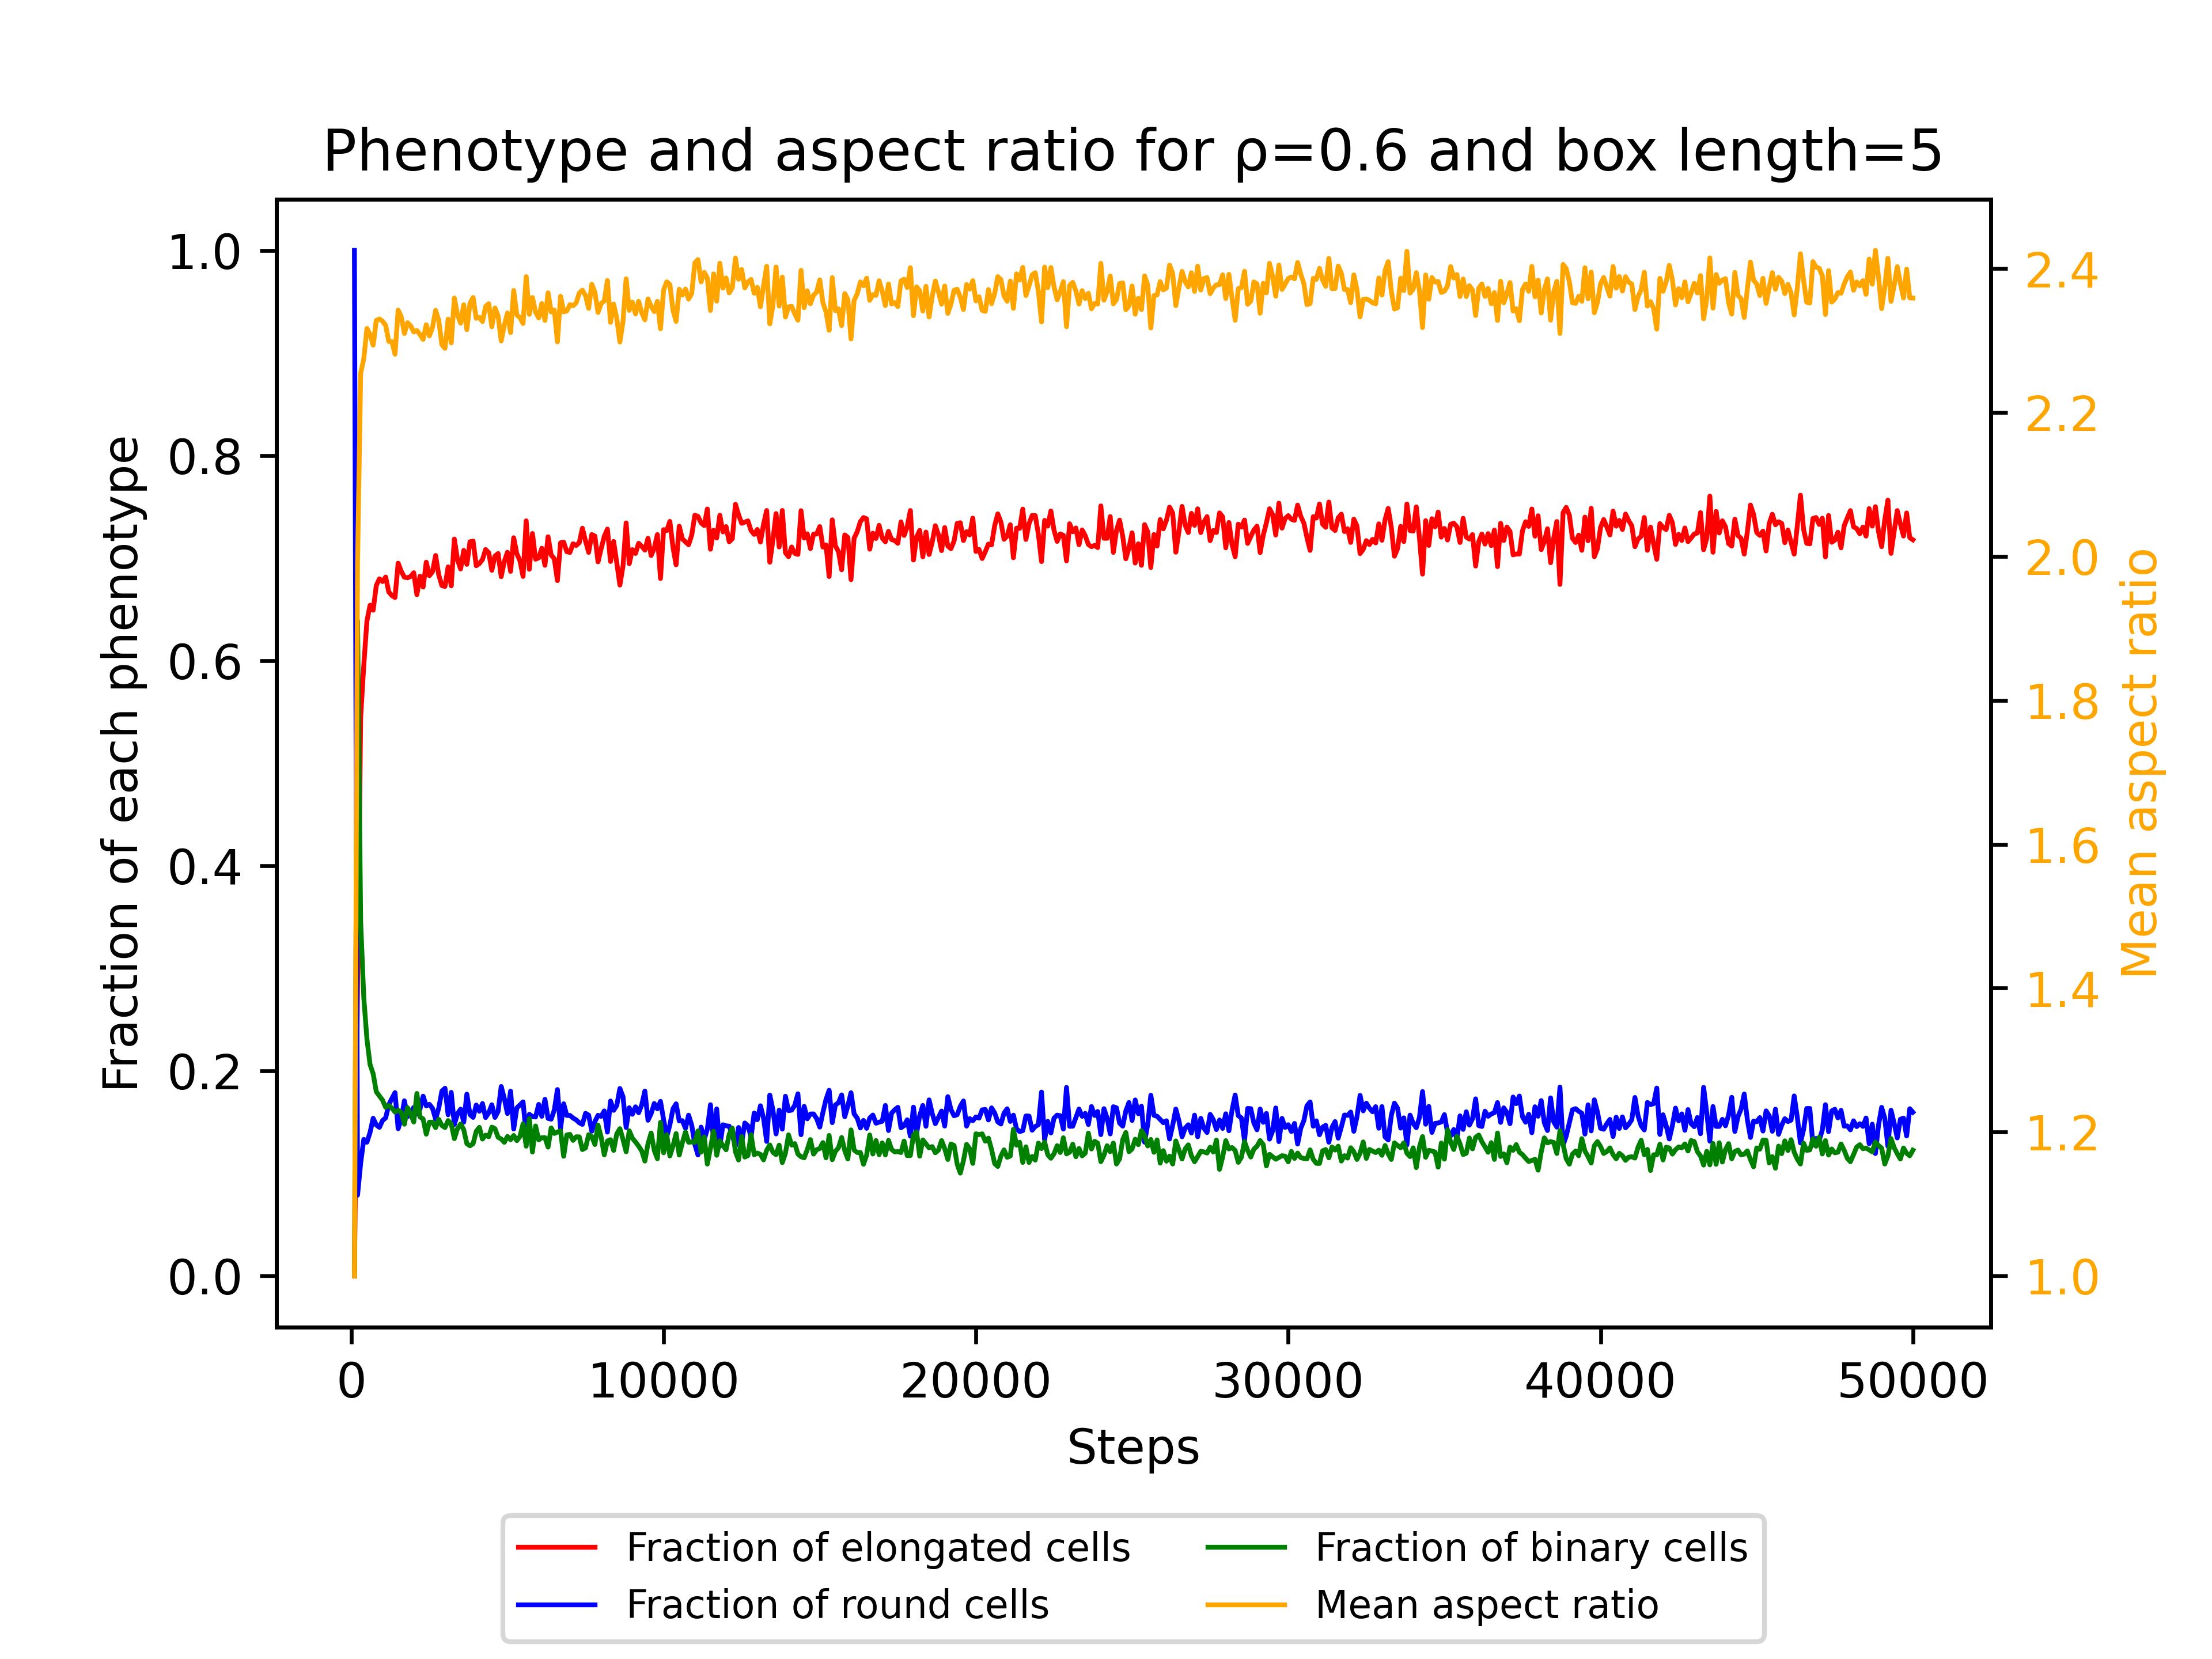 Phenotype and aspect ratio for ρ=0.6 and box length=5
Fraction of each phenotype
1.0
0.8
0.6
0.4
0.2
0.0
2.4
2.2
2.0
1.8
1.6
1.4
1.2
1.0
Mean aspect ratio
0 10000 20000 30000 40000 50000
Steps
Fraction of elongated cells
Fraction of round cells
Fraction of binary cells
Mean aspect ratio